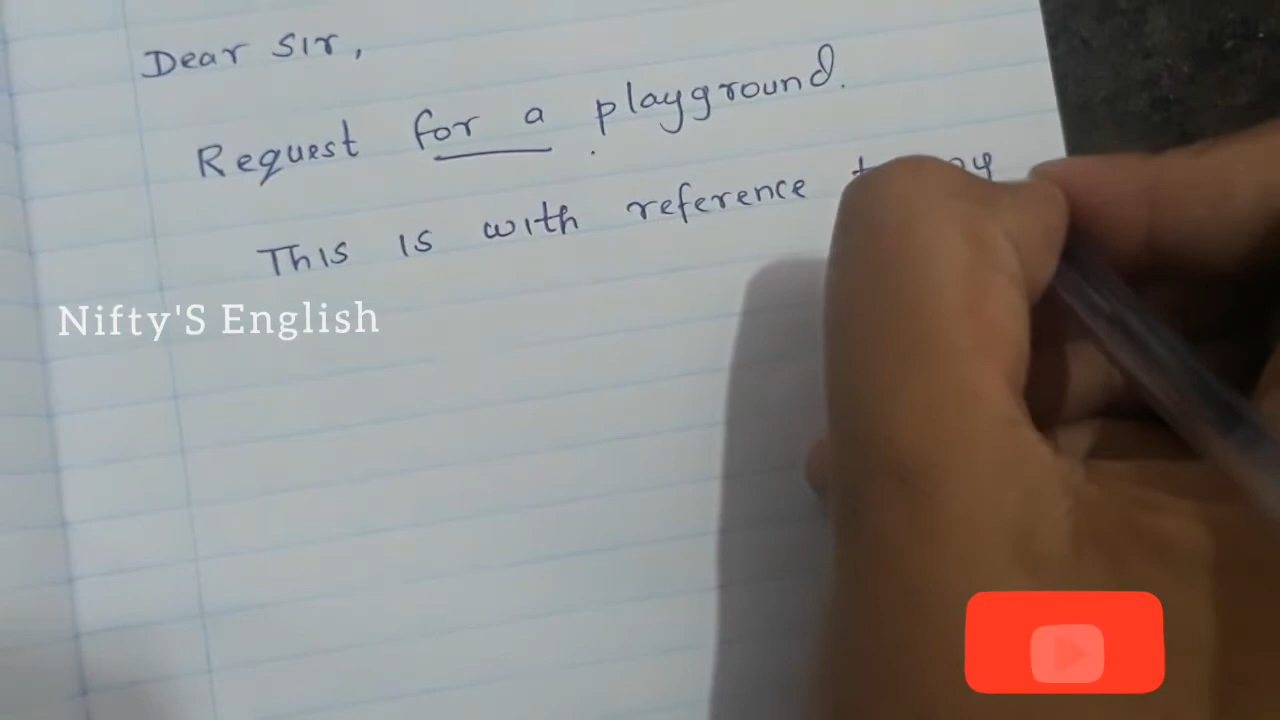 Dear Sir,
Request for a playground.
This is with reference
Nifty'S English